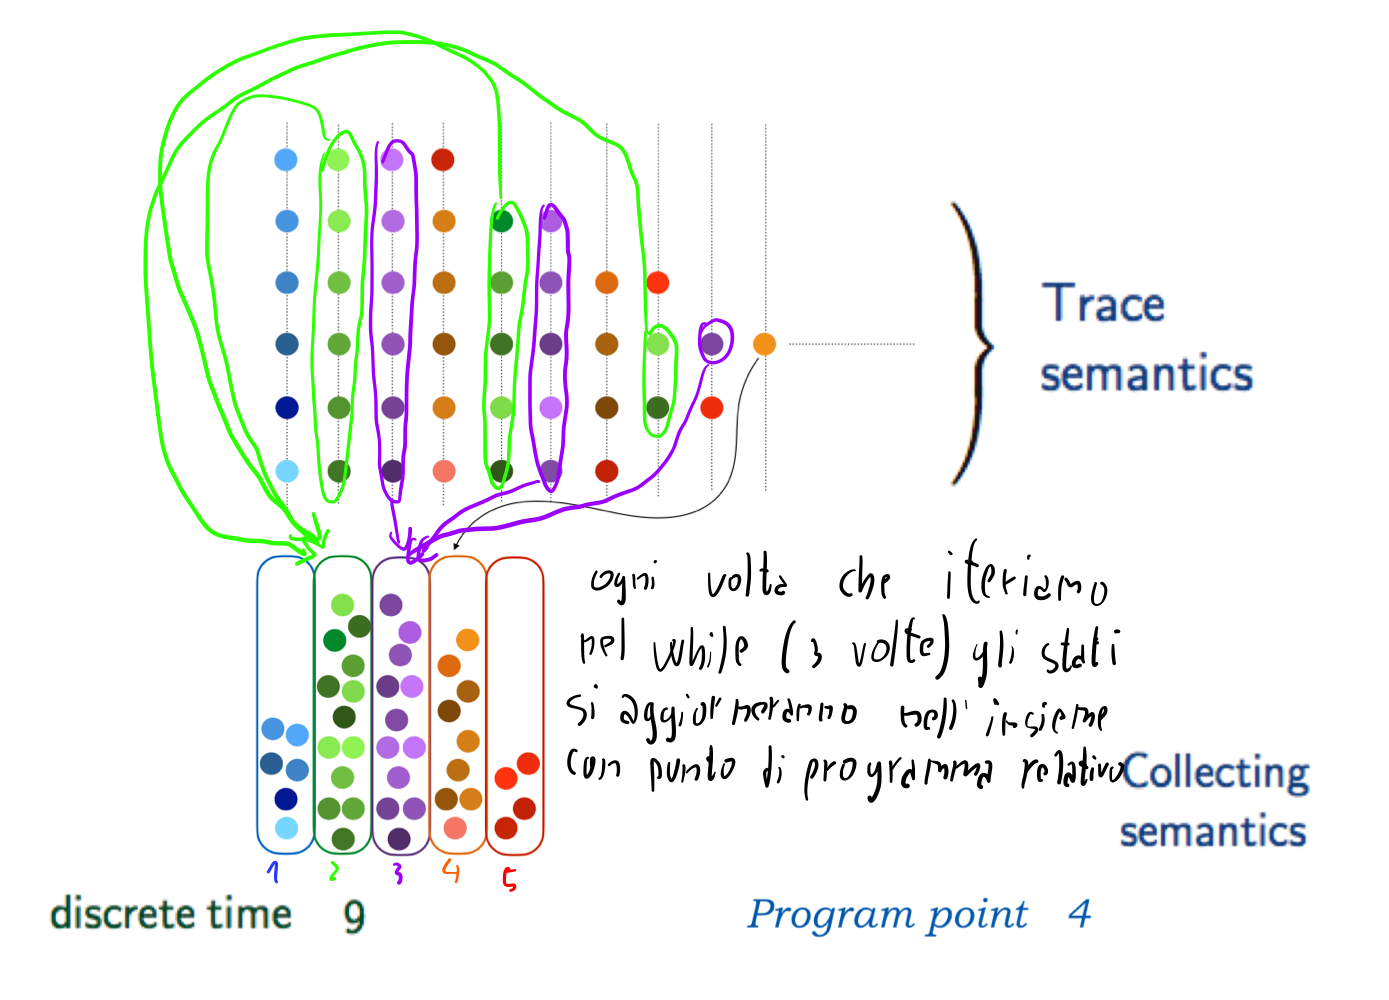 Trace
semantics
ogni volta che iteriamo
nel while (3 volte) gli stati
si aggiorneranno nell'insieme
con punto di programma relativo
Collecting
semantics
1 2 3 4 5
discrete time 9
Program point 4